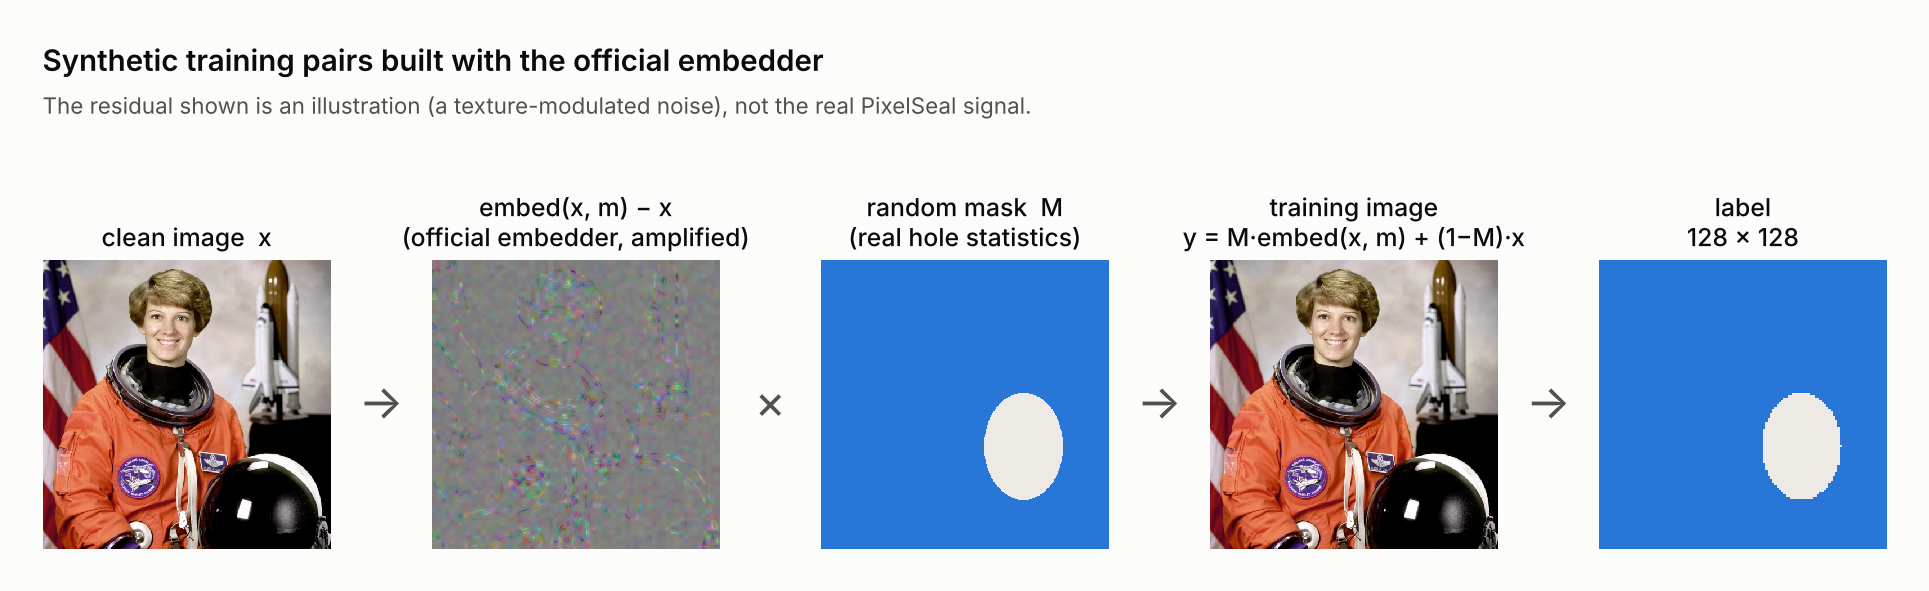 Synthetic training pairs built with the official embedder
The residual shown is an illustration (a texture-modulated noise), not the real PixelSeal signal.
clean image x
embed(x, m) − x
(official embedder, amplified)
random mask M
(real hole statistics)
training image
y = M·embed(x, m) + (1−M)·x
label
128 × 128
→
×
→
→